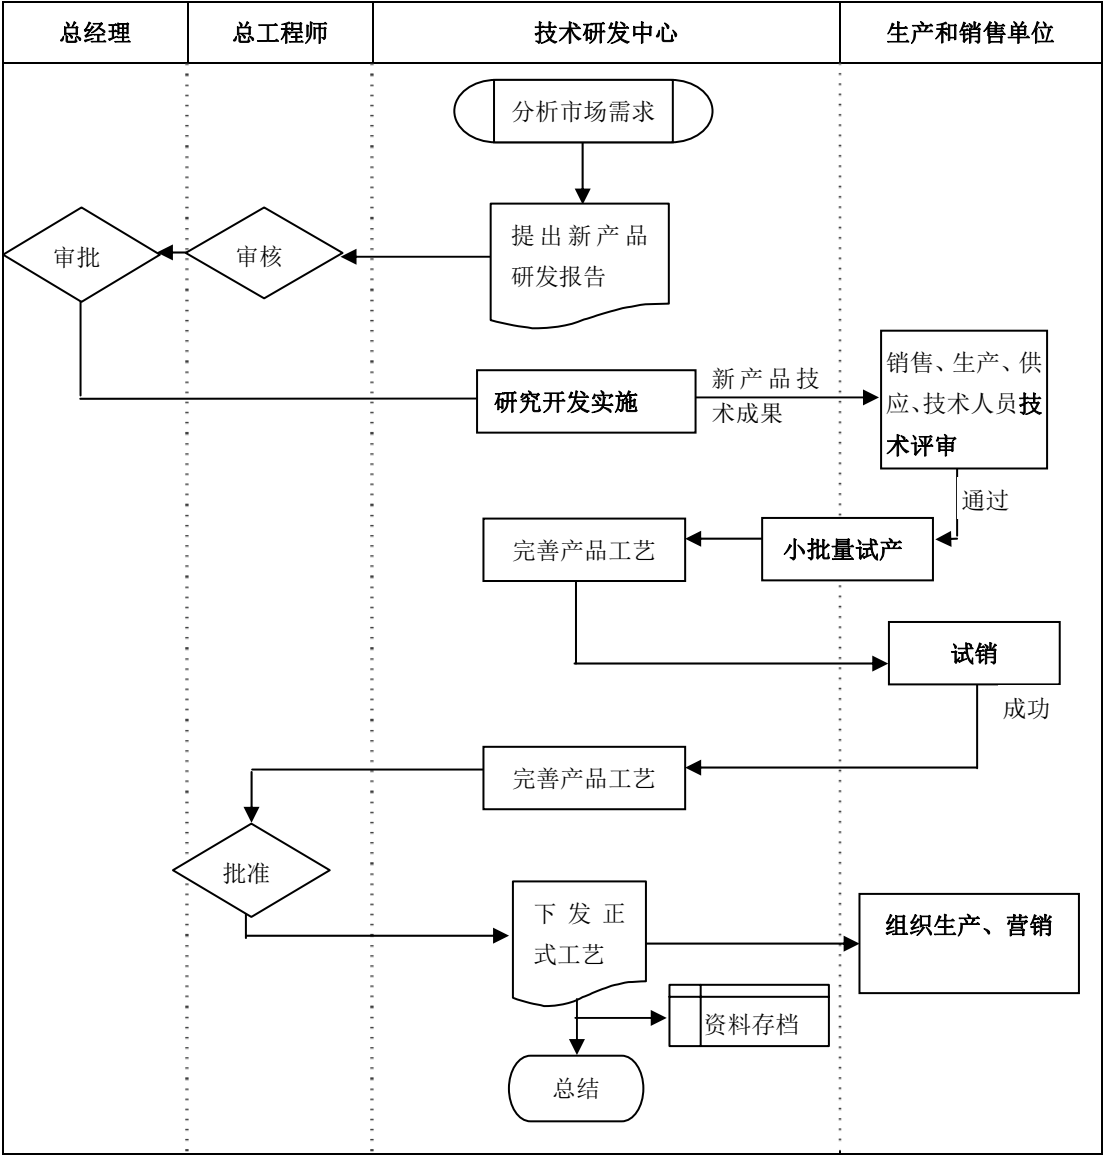 总经理
总工程师
技术研发中心
生产和销售单位
分析市场需求
提出新产品
研发报告
审核
审批
研究开发实施
新产品技
术成果
销售、生产、供
应、技术人员技
术评审
通过
小批量试产
完善产品工艺
试销
成功
完善产品工艺
批准
下发正
式工艺
组织生产、营销
资料存档
总结